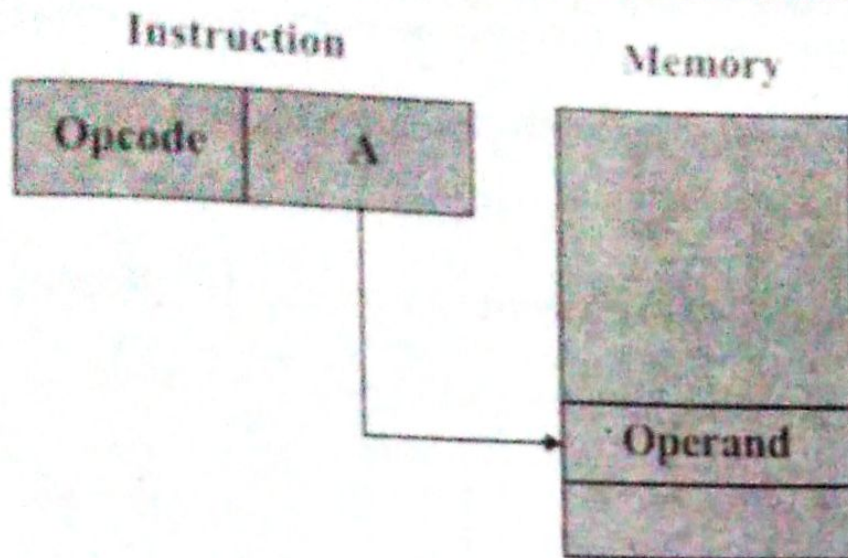 Instruction
Memory
Opcode
A
Operand